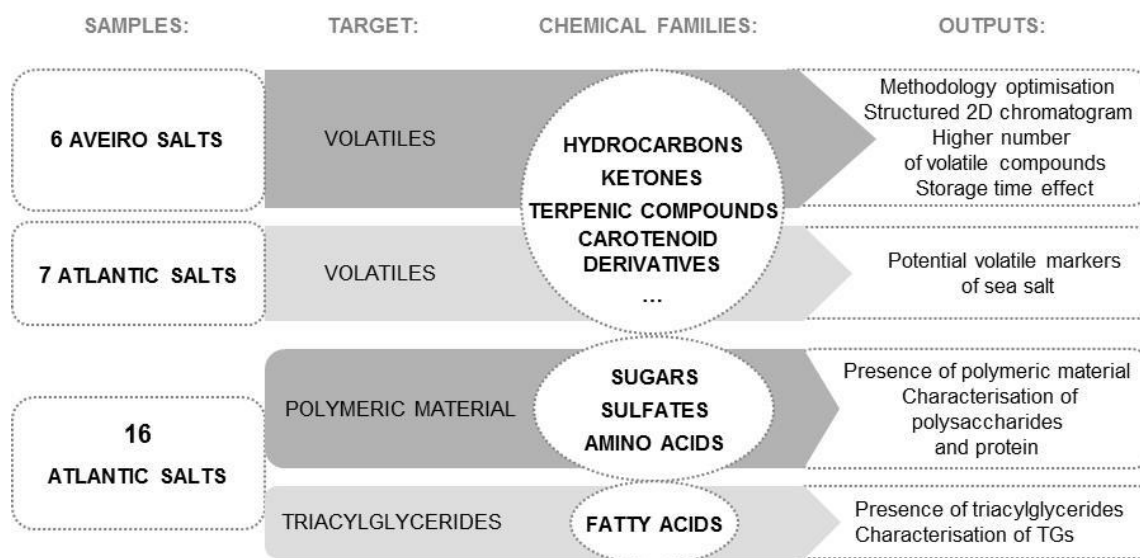 SAMPLES:
TARGET:
CHEMICAL FAMILIES:
OUTPUTS:
6 AVEIRO SALTS
VOLATILES
HYDROCARBONS
KETONES
TERPENIC COMPOUNDS
CAROTENOID
DERIVATIVES
...
Methodology optimisation
Structured 2D chromatogram
Higher number
of volatile compounds
Storage time effect
7 ATLANTIC SALTS
VOLATILES
Potential volatile markers
of sea salt
16
ATLANTIC SALTS
POLYMERIC MATERIAL
SUGARS
SULFATES
AMINO ACIDS
Presence of polymeric material
Characterisation of
polysaccharides
and protein
TRIACYLGLYCERIDES
FATTY ACIDS
Presence of triacylglycerides
Characterisation of TGs